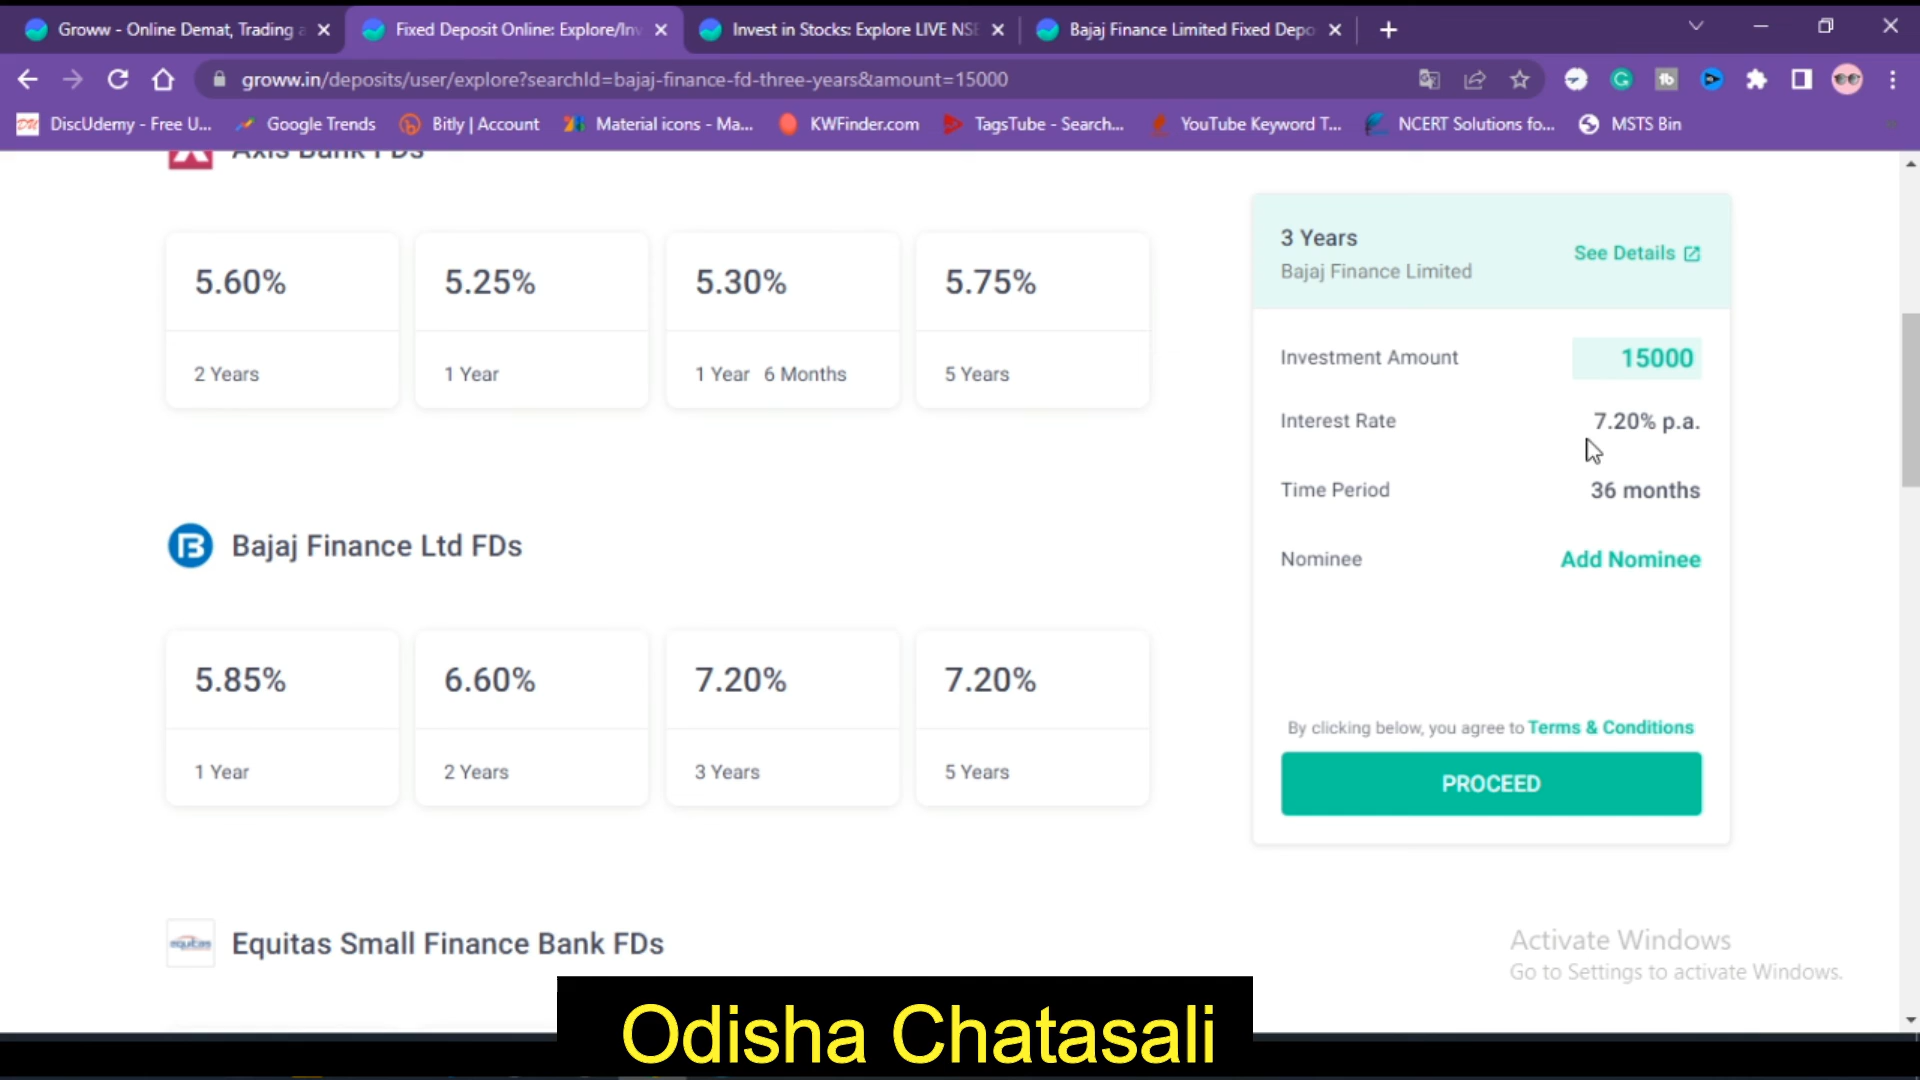 Groww - Online Demat, Trading a
Fixed Deposit Online: Explore/Inv
Invest in Stocks: Explore LIVE NSE
Bajaj Finance Limited Fixed Depo
groww.in/deposits/user/explore?searchId=bajaj-finance-fd-three-years&amount=15000
DiscUdemy - Free U...
Google Trends
Bitly | Account
Material icons - Ma...
KWFinder.com
TagsTube - Search...
YouTube Keyword T...
NCERT Solutions fo...
MSTS Bin
Axis Bank FDs
5.60%
2 Years
5.25%
1 Year
5.30%
1 Year 6 Months
5.75%
5 Years
Bajaj Finance Ltd FDs
5.85%
1 Year
6.60%
2 Years
7.20%
3 Years
7.20%
5 Years
Equitas Small Finance Bank FDs
equitas
3 Years
Bajaj Finance Limited
See Details
Investment Amount 15000
Interest Rate 7.20% p.a.
Time Period 36 months
Nominee Add Nominee
By clicking below, you agree to Terms & Conditions
PROCEED
Activate Windows
Go to Settings to activate Windows.
Odisha Chatasali